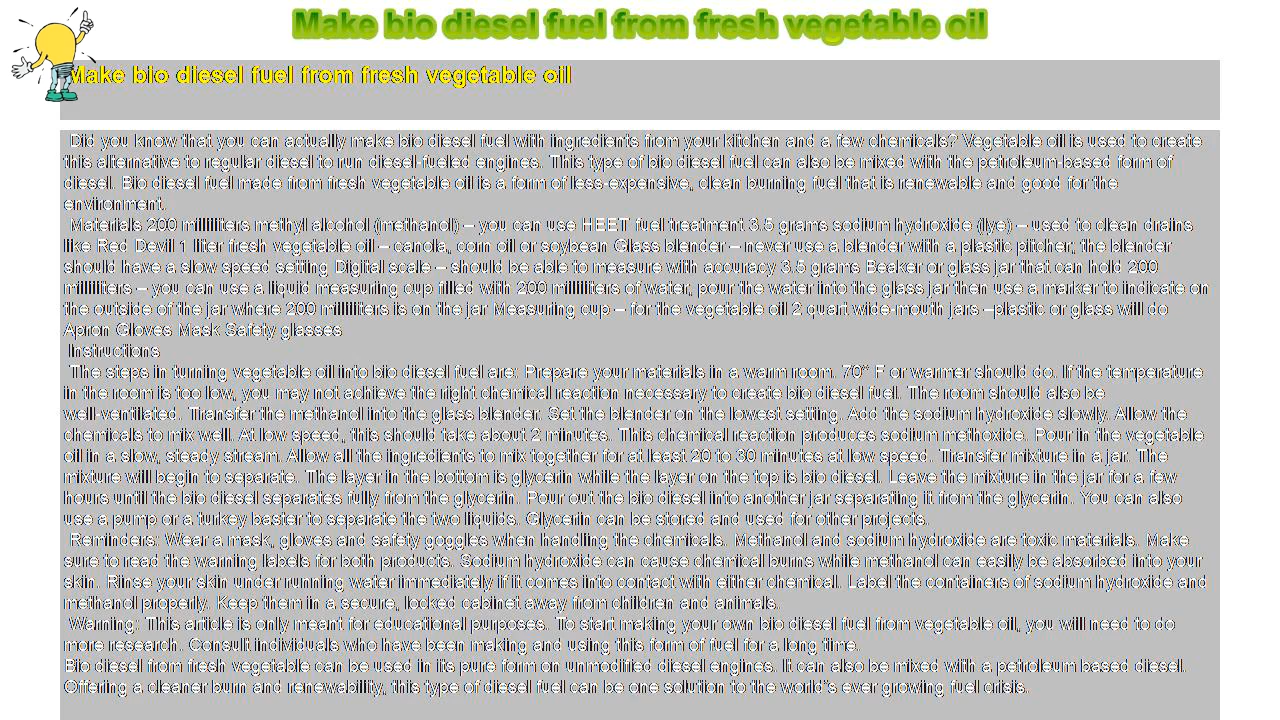 Make bio diesel fuel from fresh vegetable oil
Make bio diesel fuel from fresh vegetable oil
Did you know that you can actually make bio diesel fuel with ingredients from your kitchen and a few chemicals? Vegetable oil is used to create
this alternative to regular diesel to run diesel-fueled engines. This type of bio diesel fuel can also be mixed with the petroleum-based form of
diesel. Bio diesel fuel made from fresh vegetable oil is a form of less-expensive, clean burning fuel that is renewable and good for the
environment.
Materials 200 milliliters methyl alcohol (methanol) – you can use HEET fuel treatment 3.5 grams sodium hydroxide (lye) – used to clean drains
like Red Devil 1 liter fresh vegetable oil – canola, corn oil or soybean Glass blender – never use a blender with a plastic pitcher; the blender
should have a slow speed setting Digital scale – should be able to measure with accuracy 3.5 grams Beaker or glass jar that can hold 200
milliliters – you can use a liquid measuring cup filled with 200 milliliters of water, pour the water into the glass jar then use a marker to indicate on
the outside of the jar where 200 milliliters is on the jar Measuring cup – for the vegetable oil 2 quart wide-mouth jars –plastic or glass will do
Apron Gloves Mask Safety glasses
Instructions
The steps in turning vegetable oil into bio diesel fuel are: Prepare your materials in a warm room. 70° F or warmer should do. If the temperature
in the room is too low, you may not achieve the right chemical reaction necessary to create bio diesel fuel. The room should also be
well-ventilated. Transfer the methanol into the glass blender. Set the blender on the lowest setting. Add the sodium hydroxide slowly. Allow the
chemicals to mix well. At low speed, this should take about 2 minutes. This chemical reaction produces sodium methoxide. Pour in the vegetable
oil in a slow, steady stream. Allow all the ingredients to mix together for at least 20 to 30 minutes at low speed. Transfer mixture in a jar. The
mixture will begin to separate. The layer in the bottom is glycerin while the layer on the top is bio diesel. Leave the mixture in the jar for a few
hours until the bio diesel separates fully from the glycerin. Pour out the bio diesel into another jar separating it from the glycerin. You can also
use a pump or a turkey baster to separate the two liquids. Glycerin can be stored and used for other projects.
Reminders: Wear a mask, gloves and safety goggles when handling the chemicals. Methanol and sodium hydroxide are toxic materials. Make
sure to read the warning labels for both products. Sodium hydroxide can cause chemical burns while methanol can easily be absorbed into your
skin. Rinse your skin under running water immediately if it comes into contact with either chemical. Label the containers of sodium hydroxide and
methanol properly. Keep them in a secure, locked cabinet away from children and animals.
Warning: This article is only meant for educational purposes. To start making your own bio diesel fuel from vegetable oil, you will need to do
more research. Consult individuals who have been making and using this form of fuel for a long time.
Bio diesel from fresh vegetable can be used in its pure form on unmodified diesel engines. It can also be mixed with a petroleum based diesel.
Offering a cleaner burn and renewability, this type of diesel fuel can be one solution to the world's ever growing fuel crisis.